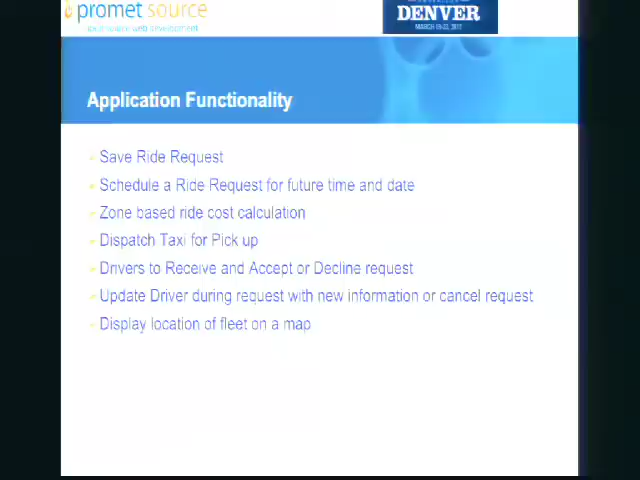 promet source
DENVER
Application Functionality
Save Ride Request
Schedule a Ride Request for future time and date
Zone based ride cost calculation
Dispatch Taxi for Pick up
Drivers to Receive and Accept or Decline request
Update Driver during request with new information or cancel request
Display location of fleet on a map